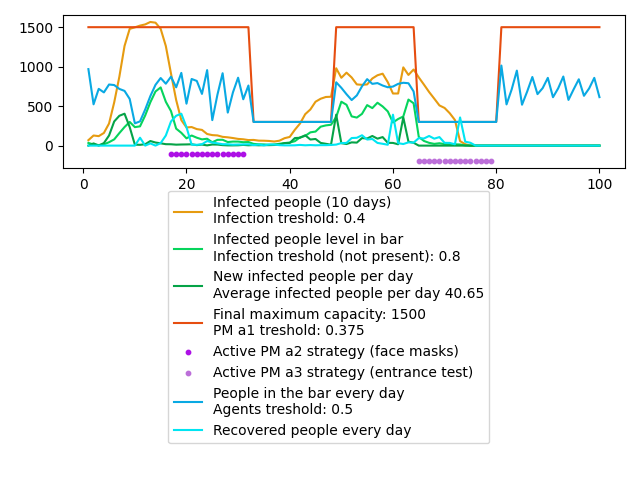 1500
1000
500
0
0 20 40 60 80 100
Infected people (10 days)
Infection treshold: 0.4
Infected people level in bar
Infection treshold (not present): 0.8
New infected people per day
Average infected people per day 40.65
Final maximum capacity: 1500
PM a1 treshold: 0.375
Active PM a2 strategy (face masks)
Active PM a3 strategy (entrance test)
People in the bar every day
Agents treshold: 0.5
Recovered people every day